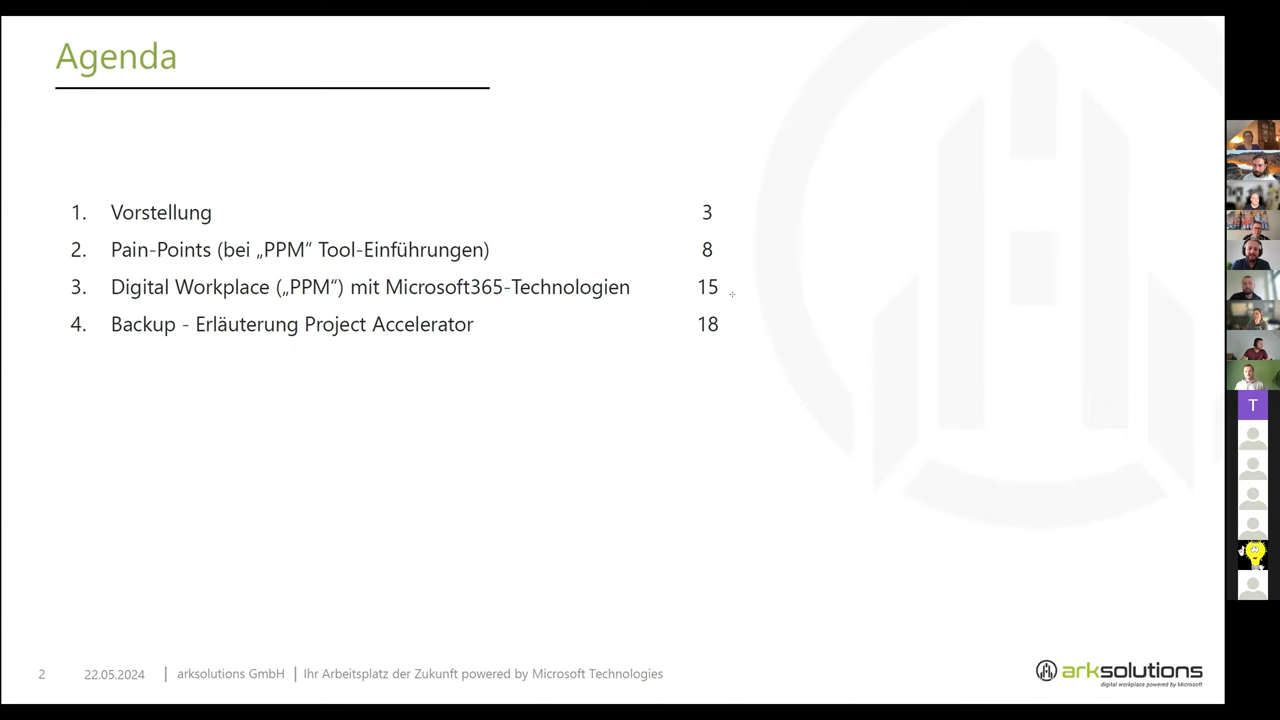 Agenda
1. Vorstellung 3
2. Pain-Points (bei „PPM“ Tool-Einführungen) 8
3. Digital Workplace („PPM“) mit Microsoft365-Technologien 15
4. Backup - Erläuterung Project Accelerator 18
T
2 22.05.2024 | arksolutions GmbH | Ihr Arbeitsplatz der Zukunft powered by Microsoft Technologies
arksolutions
digital workplace powered by Microsoft